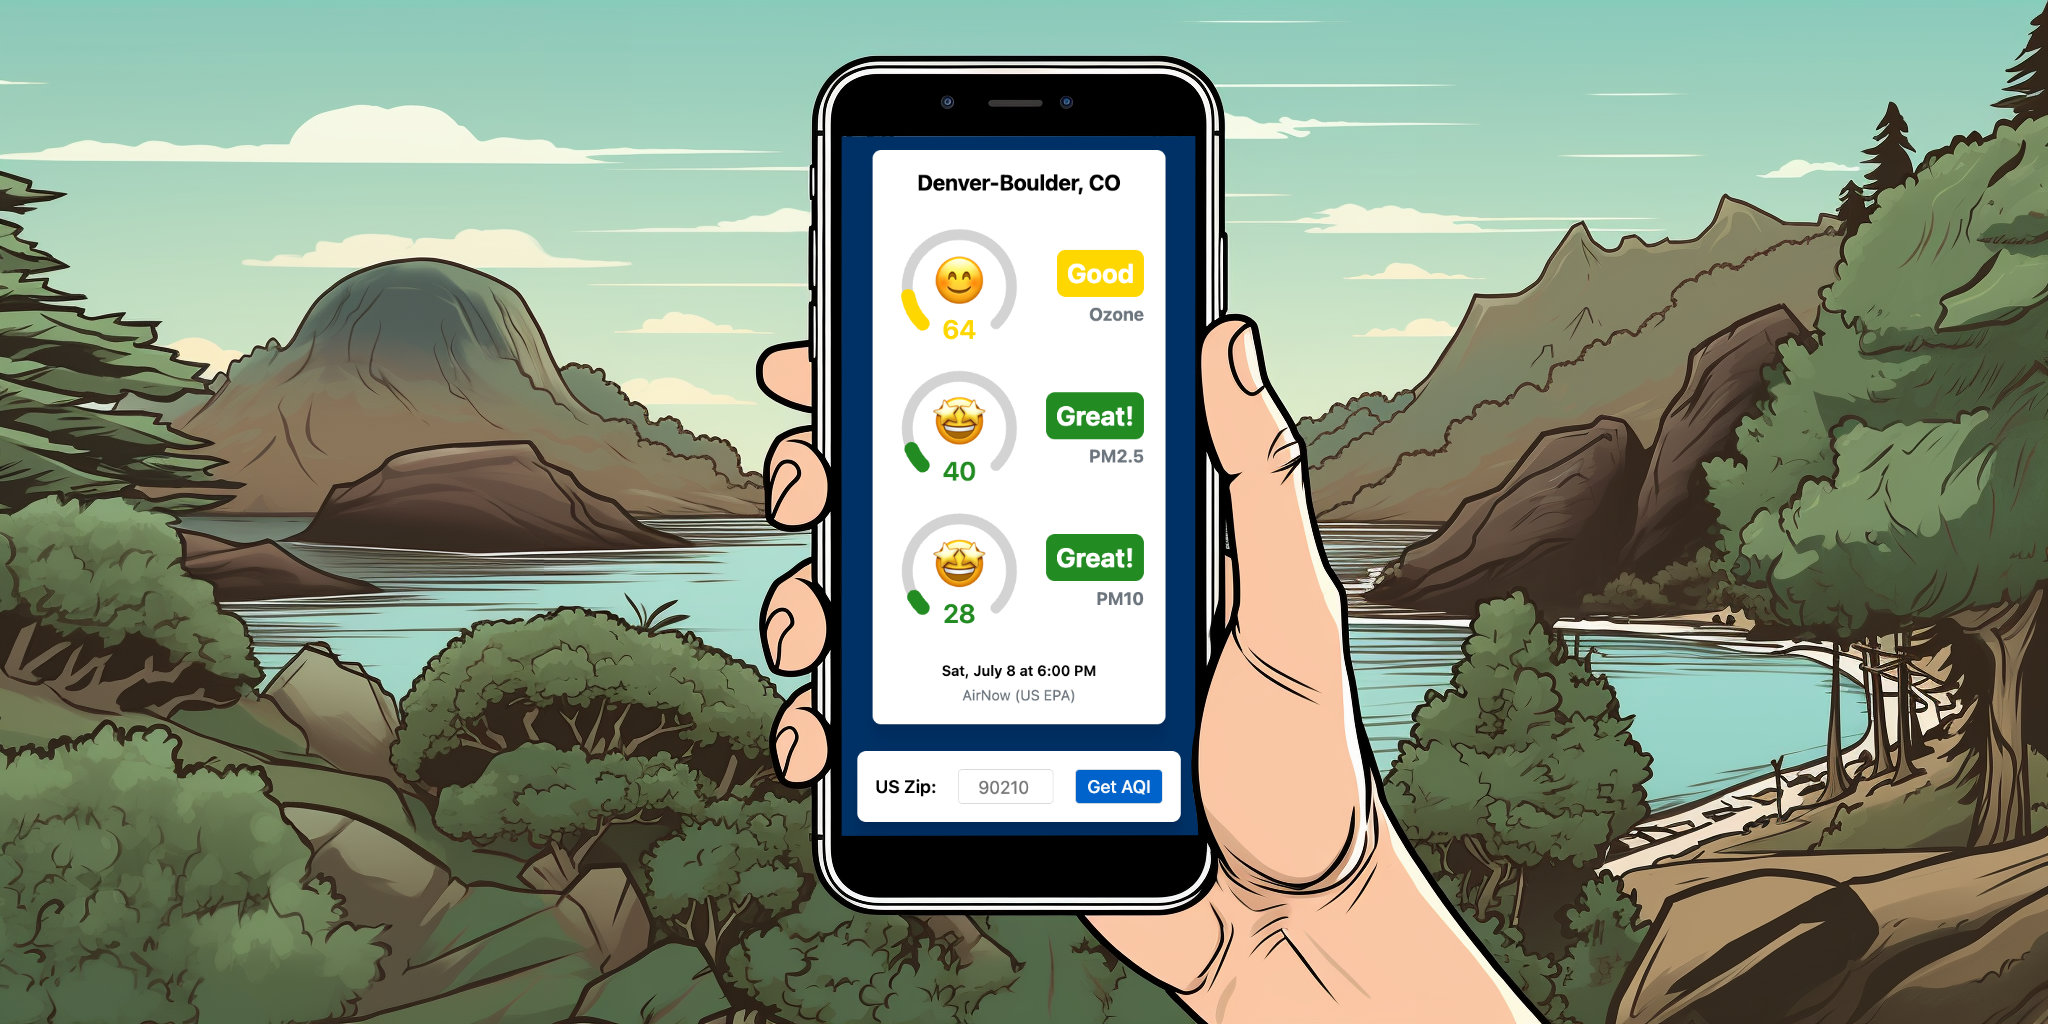 Denver-Boulder, CO
Good
Ozone
64
Great!
PM2.5
40
Great!
PM10
28
Sat, July 8 at 6:00 PM
AirNow (US EPA)
US Zip: 90210 Get AQI